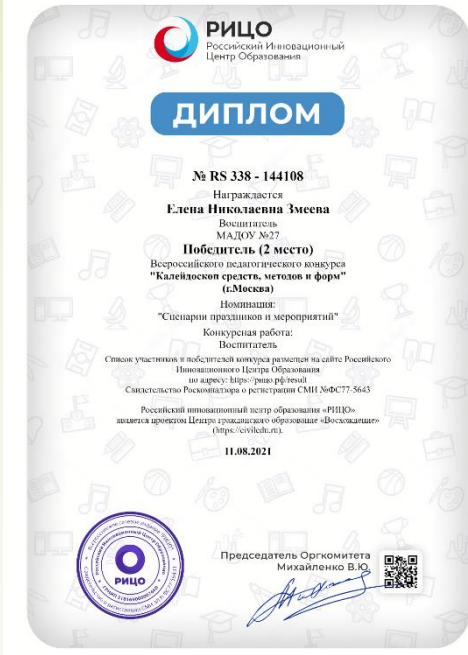 РИЦО
Российский Инновационный
Центр Образования
ДИПЛОМ
№ RS 338 - 144108
Награждается
Елена Николаевна Змеева
Воспитатель
МАДОУ №27
Победитель (2 место)
Всероссийского педагогического конкурса
"Калейдоскоп средств, методов и форм"
(г.Москва)
Номинация:
"Сценарии праздников и мероприятий"
Конкурсная работа:
Воспитатель
Список участников и победителей конкурса размещен на сайте Российского
Инновационного Центра Образования
по адресу: https://рицо.рф/result
Свидетельство Роскомнадзора о регистрации СМИ №ФС77-5643
Российский инновационный центр образования «РИЦО»
является проектом Центра гражданского образования «Восхождение»
(https://civiledu.ru).
11.08.2021
РИЦО
Председатель Оргкомитета
Михайленко В.Ю.